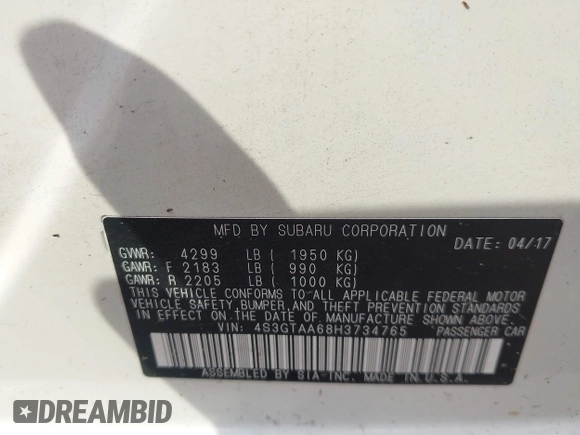 MFD BY SUBARU CORPORATION
DATE: 04/17
GVWR: 4299 LB ( 1950 KG)
GAWR: F 2183 LB ( 990 KG)
GAWR: R 2205 LB ( 1000 KG)
THIS VEHICLE CONFORMS TO ALL APPLICABLE FEDERAL MOTOR
VEHICLE SAFETY,BUMPER,AND THEFT PREVENTION STANDARDS
IN EFFECT ON THE DATE OF MANUFACTURE SHOWN ABOVE.
VIN: 4S3GTAA68H3734765 PASSENGER CAR
ASSEMBLED BY SIA INC. MADE IN U.S.A.
DREAMBID